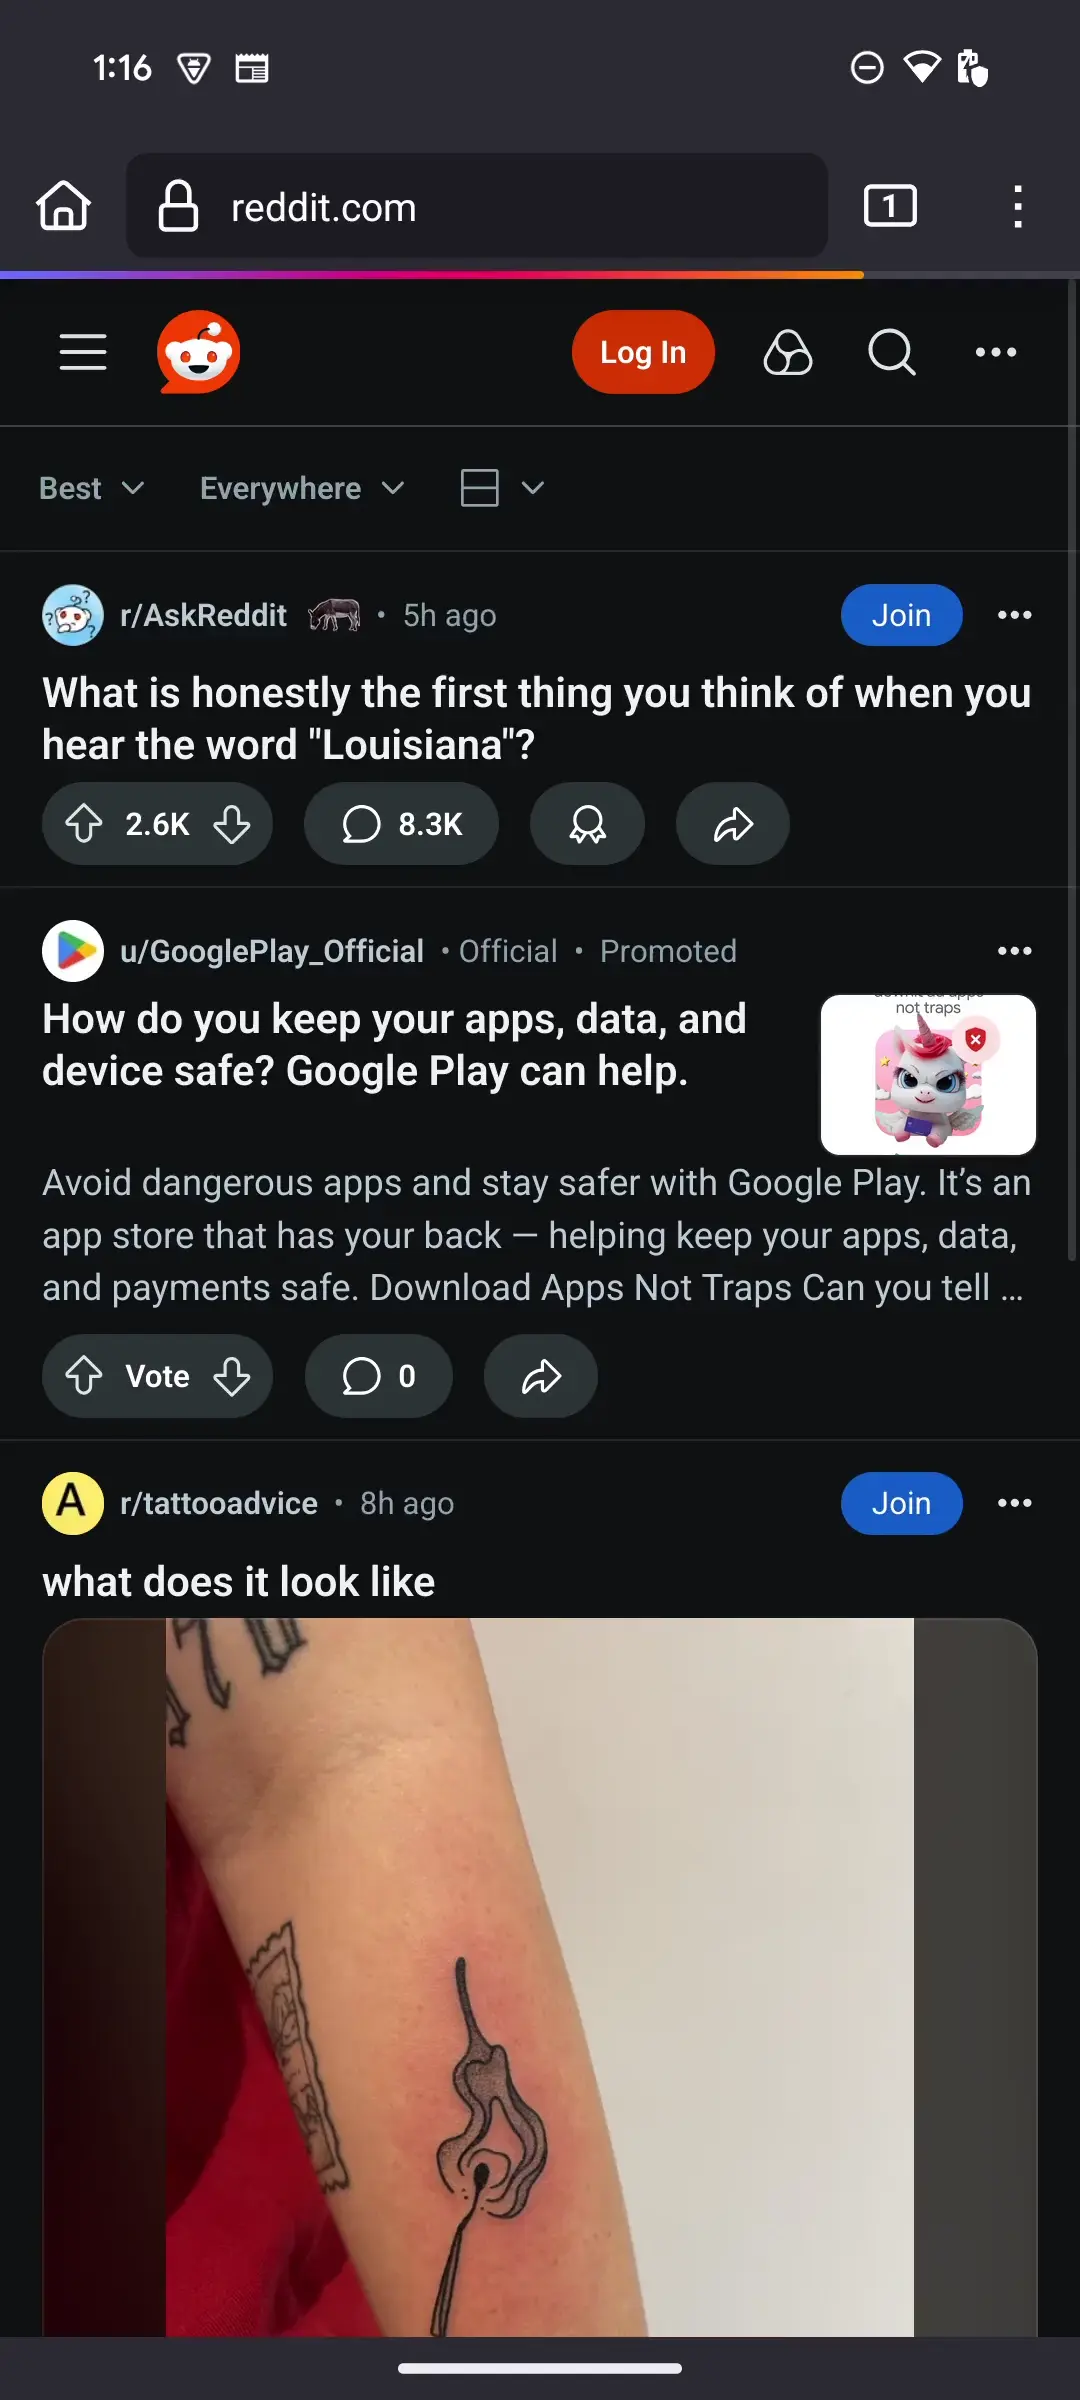 1:16
reddit.com
1
Log In
Best
Everywhere
r/AskReddit • 5h ago
Join
What is honestly the first thing you think of when you
hear the word "Louisiana"?
2.6K
8.3K
u/GooglePlay_Official • Official • Promoted
How do you keep your apps, data, and
device safe? Google Play can help.
not traps
Avoid dangerous apps and stay safer with Google Play. It’s an
app store that has your back — helping keep your apps, data,
and payments safe. Download Apps Not Traps Can you tell ...
Vote
0
A
r/tattooadvice • 8h ago
Join
what does it look like